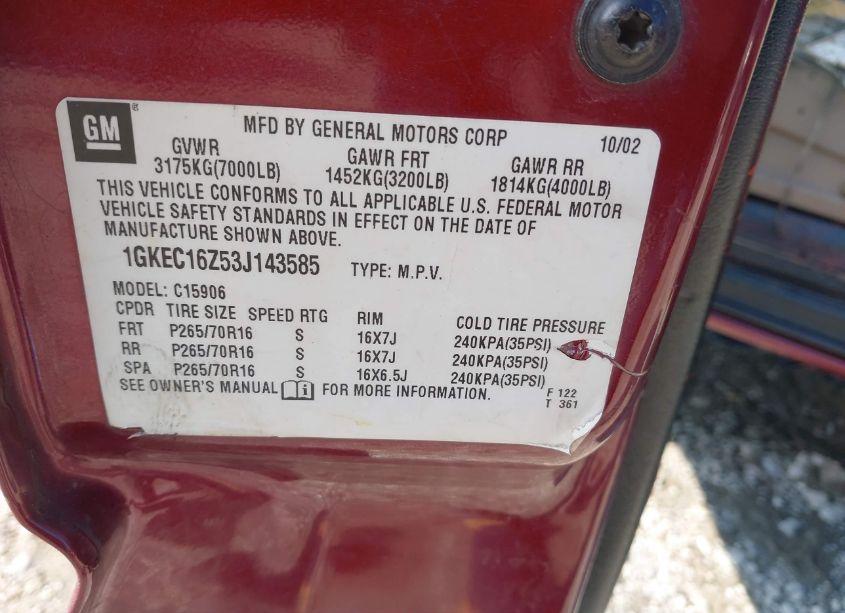 GM
MFD BY GENERAL MOTORS CORP 10/02
GVWR GAWR FRT GAWR RR
3175KG(7000LB) 1452KG(3200LB) 1814KG(4000LB)
THIS VEHICLE CONFORMS TO ALL APPLICABLE U.S. FEDERAL MOTOR
VEHICLE SAFETY STANDARDS IN EFFECT ON THE DATE OF
MANUFACTURE SHOWN ABOVE.
1GKEC16Z53J143585 TYPE: M.P.V.
MODEL: C15906
CPDR TIRE SIZE SPEED RTG RIM COLD TIRE PRESSURE
FRT P265/70R16 S 16X7J 240KPA(35PSI)
RR P265/70R16 S 16X7J 240KPA(35PSI)
SPA P265/70R16 S 16X6.5J 240KPA(35PSI)
SEE OWNER'S MANUAL FOR MORE INFORMATION. F 122
T 361